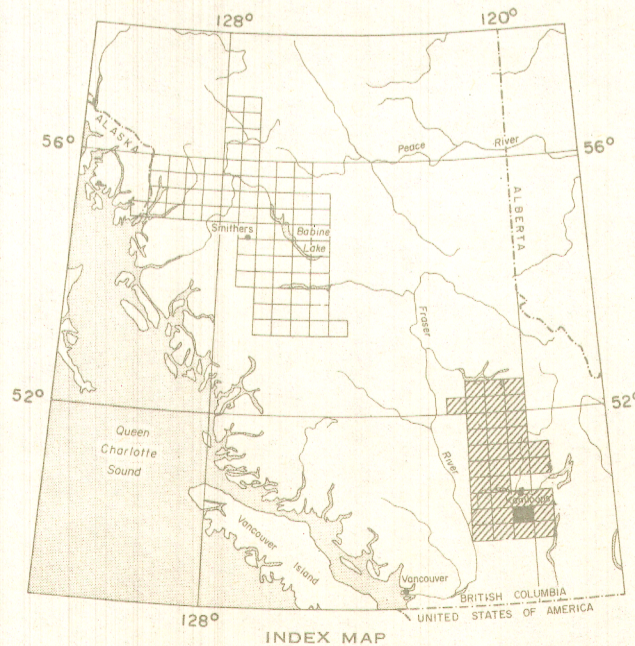 128°
120°
56°
ALASKA
Peace River
56°
ALBERTA
Smithers
Babine
Lake
Fraser
52°
52°
Queen
Charlotte
Sound
River
Kamloops
Vancouver
Island
Vancouver
BRITISH COLUMBIA
UNITED STATES OF AMERICA
128°
INDEX MAP